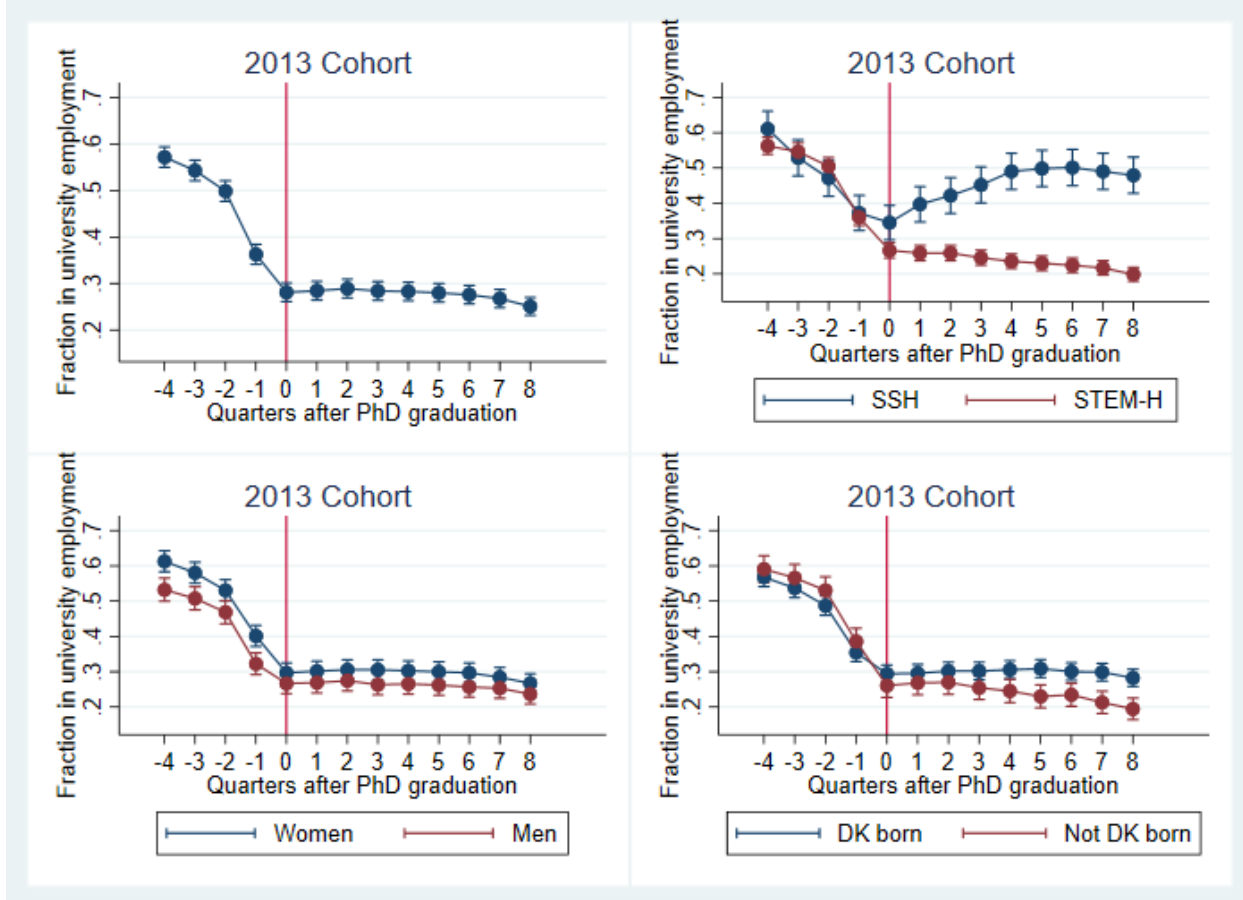 2013 Cohort
Fraction in university employment
.7
.6
.5
.4
.3
.2
-4 -3 -2 -1 0 1 2 3 4 5 6 7 8
Quarters after PhD graduation
2013 Cohort
Fraction in university employment
.7
.6
.5
.4
.3
.2
-4 -3 -2 -1 0 1 2 3 4 5 6 7 8
Quarters after PhD graduation
SSH STEM-H
2013 Cohort
Fraction in university employment
.7
.6
.5
.4
.3
.2
-4 -3 -2 -1 0 1 2 3 4 5 6 7 8
Quarters after PhD graduation
Women Men
2013 Cohort
Fraction in university employment
.7
.6
.5
.4
.3
.2
-4 -3 -2 -1 0 1 2 3 4 5 6 7 8
Quarters after PhD graduation
DK born Not DK born